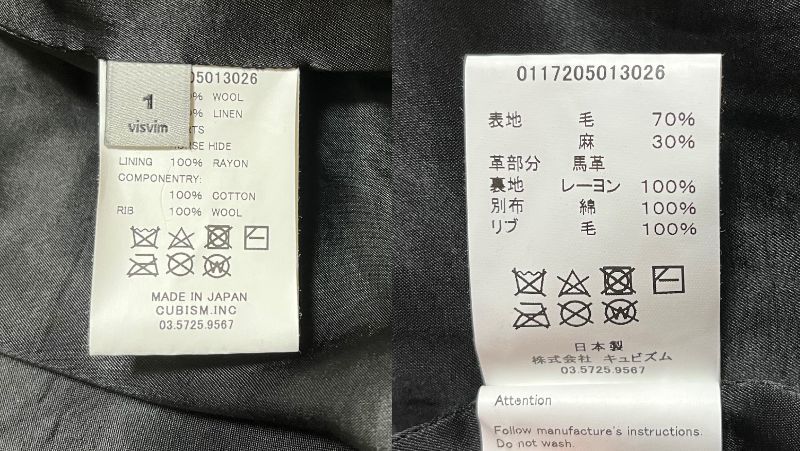 1
visvim
05013026
% WOOL
% LINEN
HIDE
LINING 100% RAYON
COMPONENTRY:
100% COTTON
RIB 100% WOOL
MADE IN JAPAN
CUBISM.INC
03.5725.9567
0117205013026
表地 毛 70%
麻 30%
革部分 馬革
裏地 レーヨン 100%
別布 綿 100%
リブ 毛 100%
日本製
株式会社 キュビズム
03.5725.9567
Attention
Follow manufacture's instructions.
Do not wash.